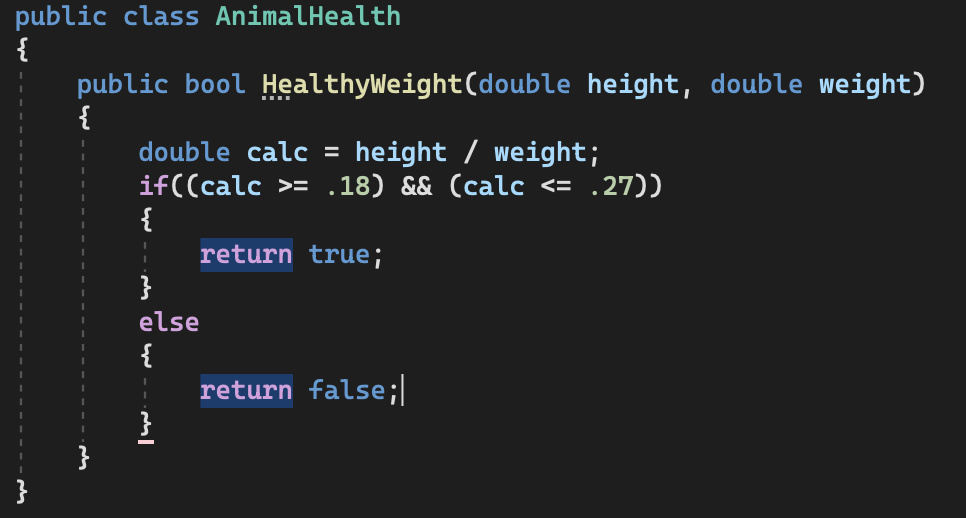 public class AnimalHealth
{
    public bool HealthyWeight(double height, double weight)
    {
        double calc = height / weight;
        if((calc >= .18) && (calc <= .27))
        {
            return true;
        }
        else
        {
            return false;
        }
    }
}